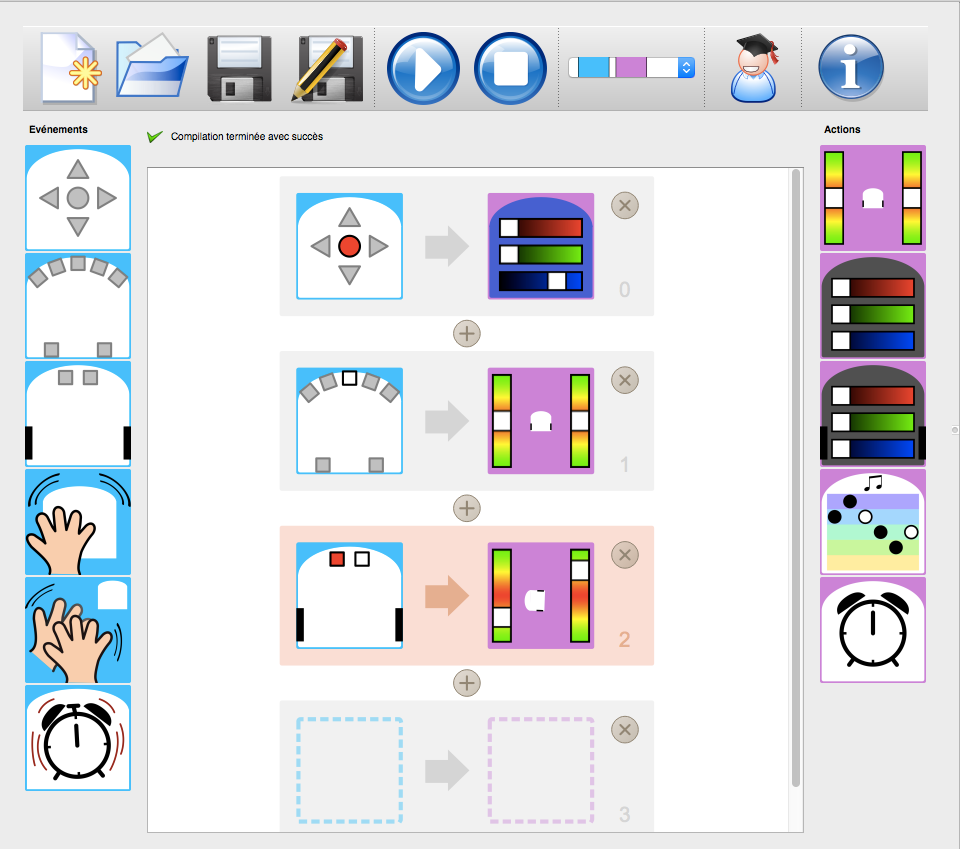 Evénements
Compilation terminée avec succès
Actions
0
1
2
3